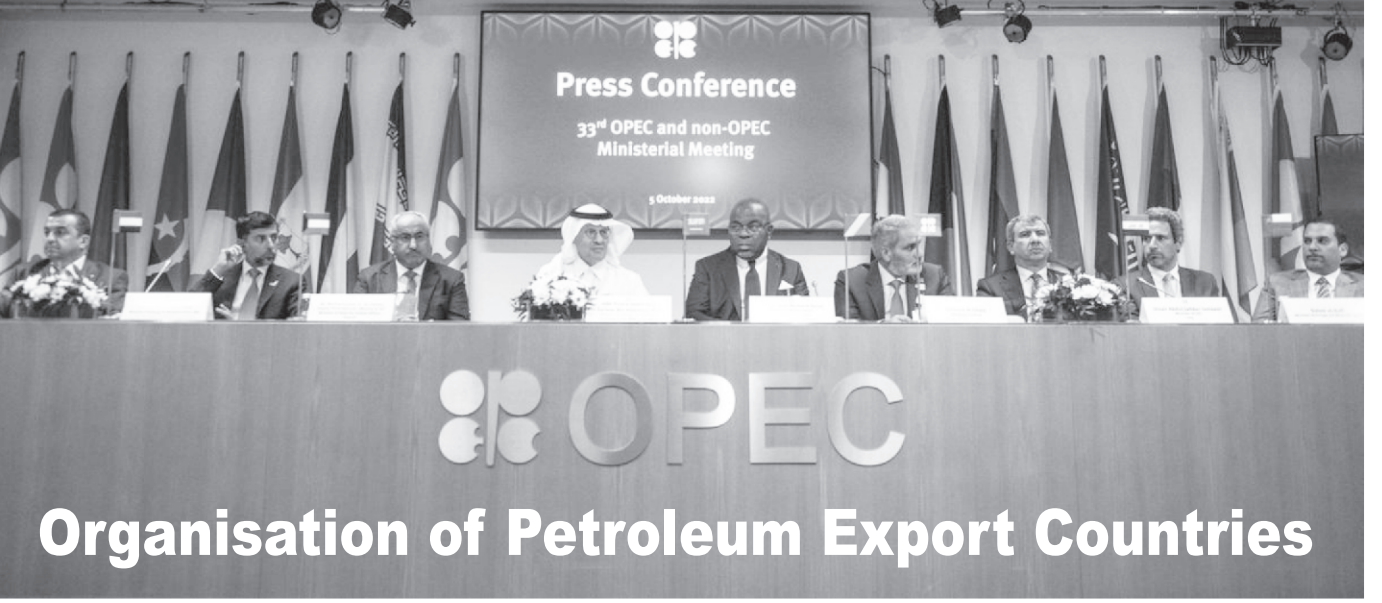 Press Conference
33rd OPEC and non-OPEC
Ministerial Meeting
5 October 2022
OPEC
Organisation of Petroleum Export Countries